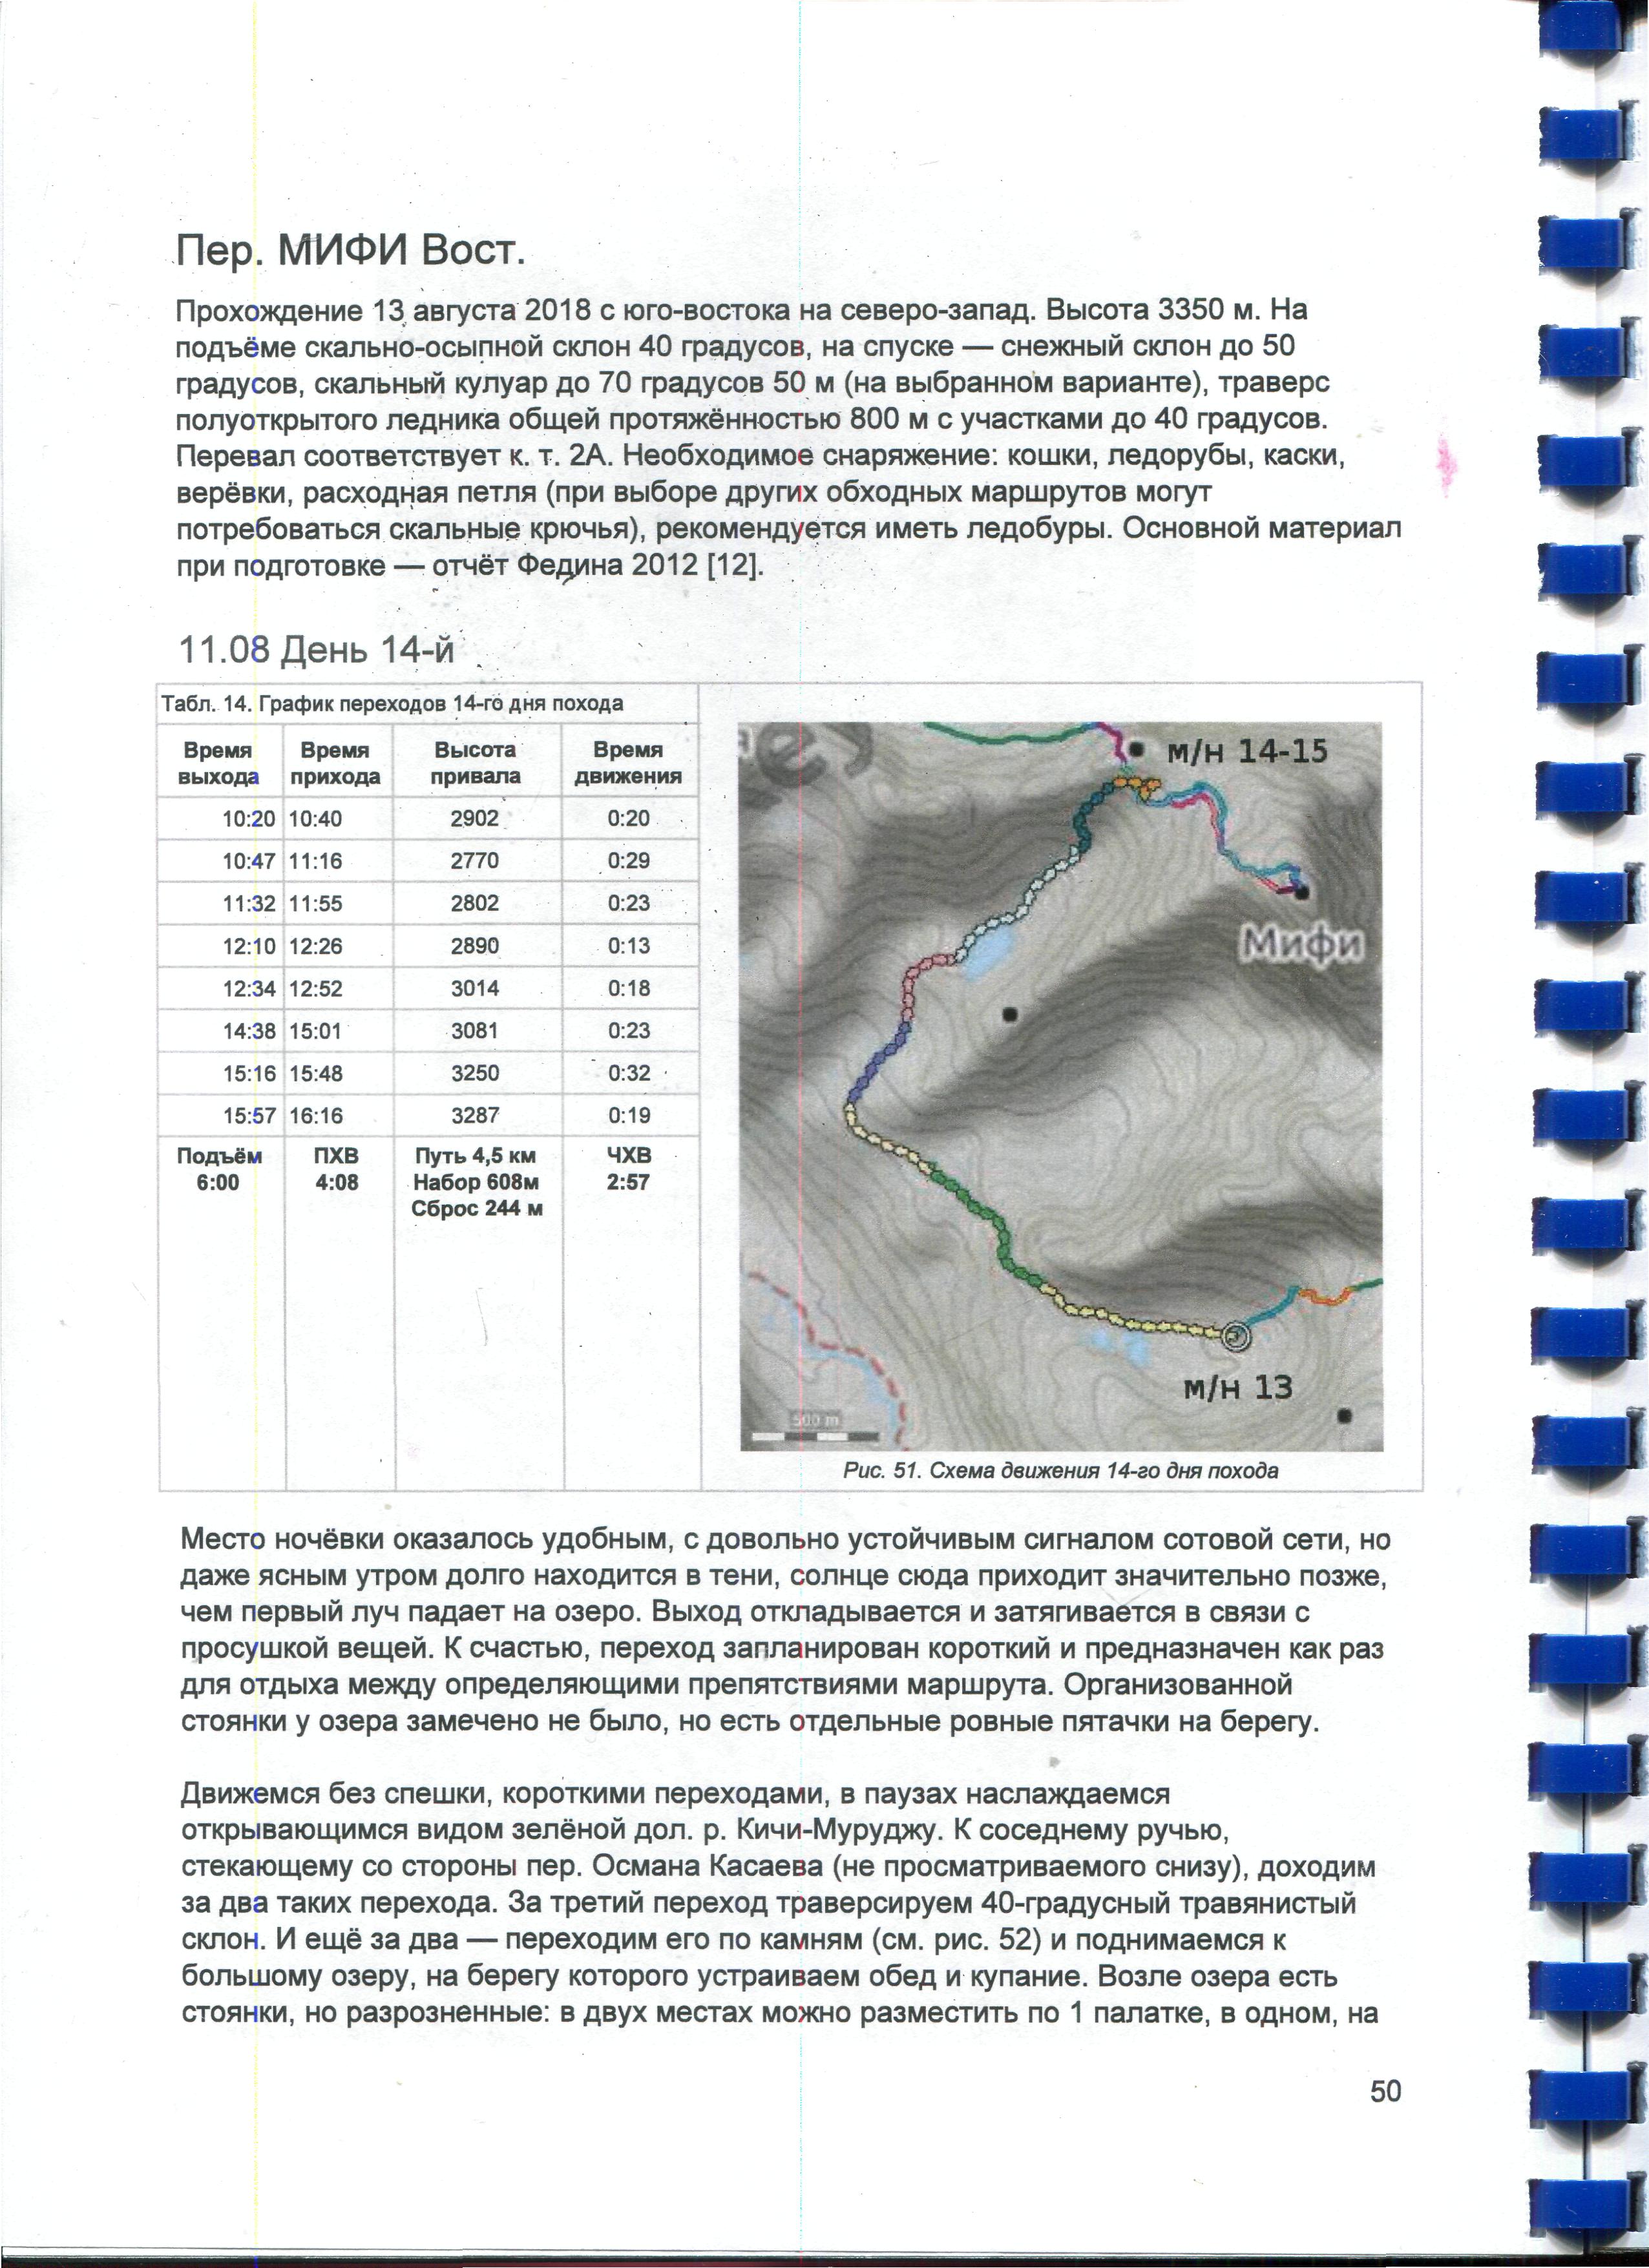 Пер. МИФИ Вост.
Прохождение 13 августа 2018 с юго-востока на северо-запад. Высота 3350 м. На
подъёме скально-осыпной склон 40 градусов, на спуске — снежный склон до 50
градусов, скальный кулуар до 70 градусов 50 м (на выбранном варианте), траверс
полуоткрытого ледника общей протяжённостью 800 м с участками до 40 градусов.
Перевал соответствует к. т. 2А. Необходимое снаряжение: кошки, ледорубы, каски,
верёвки, расходная петля (при выборе других обходных маршрутов могут
потребоваться скальные крючья), рекомендуется иметь ледобуры. Основной материал
при подготовке — отчёт Федина 2012 [12].
11.08 День 14-й
Табл. 14. График переходов 14-го дня похода
Время выхода Время прихода Высота привала Время движения
10:20 10:40 2902 0:20
10:47 11:16 2770 0:29
11:32 11:55 2802 0:23
12:10 12:26 2890 0:13
12:34 12:52 3014 0:18
14:38 15:01 3081 0:23
15:16 15:48 3250 0:32
15:57 16:16 3287 0:19
Подъём ПХВ Путь 4,5 км ЧХВ
6:00 4:08 Набор 608м 2:57
Сброс 244 м
м/н 14-15
Мифи
м/н 13
500 m
Рис. 51. Схема движения 14-го дня похода
Место ночёвки оказалось удобным, с довольно устойчивым сигналом сотовой сети, но
даже ясным утром долго находится в тени, солнце сюда приходит значительно позже,
чем первый луч падает на озеро. Выход откладывается и затягивается в связи с
просушкой вещей. К счастью, переход запланирован короткий и предназначен как раз
для отдыха между определяющими препятствиями маршрута. Организованной
стоянки у озера замечено не было, но есть отдельные ровные пятачки на берегу.
Движемся без спешки, короткими переходами, в паузах наслаждаемся
открывающимся видом зелёной дол. р. Кичи-Муруджу. К соседнему ручью,
стекающему со стороны пер. Османа Касаева (не просматриваемого снизу), доходим
за два таких перехода. За третий переход траверсируем 40-градусный травянистый
склон. И ещё за два — переходим его по камням (см. рис. 52) и поднимаемся к
большому озеру, на берегу которого устраиваем обед и купание. Возле озера есть
стоянки, но разрозненные: в двух местах можно разместить по 1 палатке, в одном, на
50